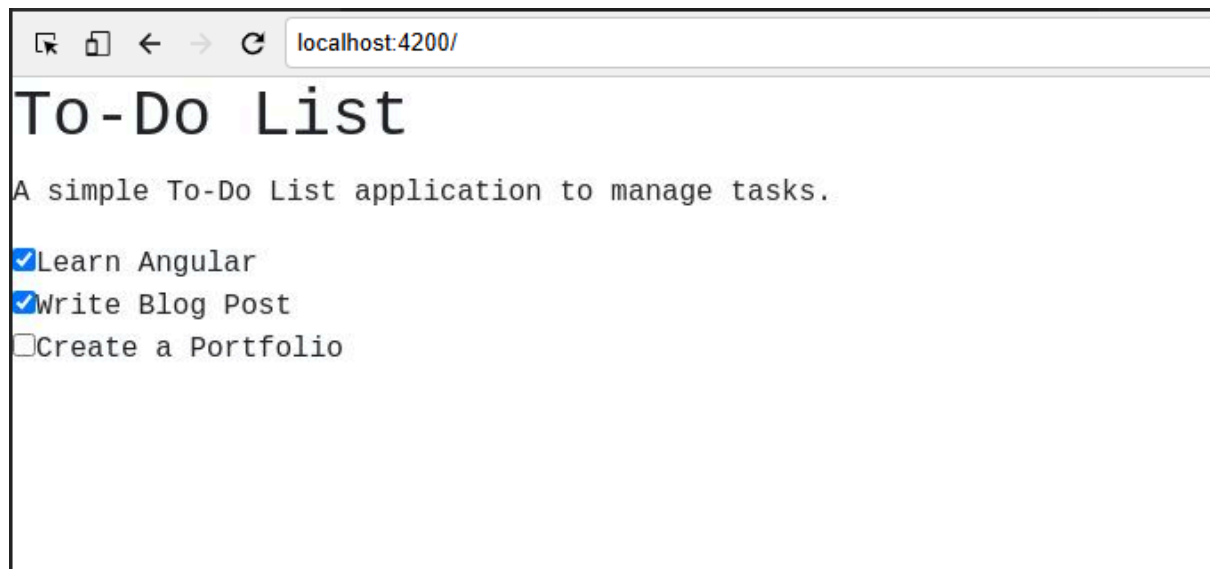 localhost:4200/
To-Do List
A simple To-Do List application to manage tasks.
Learn Angular
Write Blog Post
Create a Portfolio